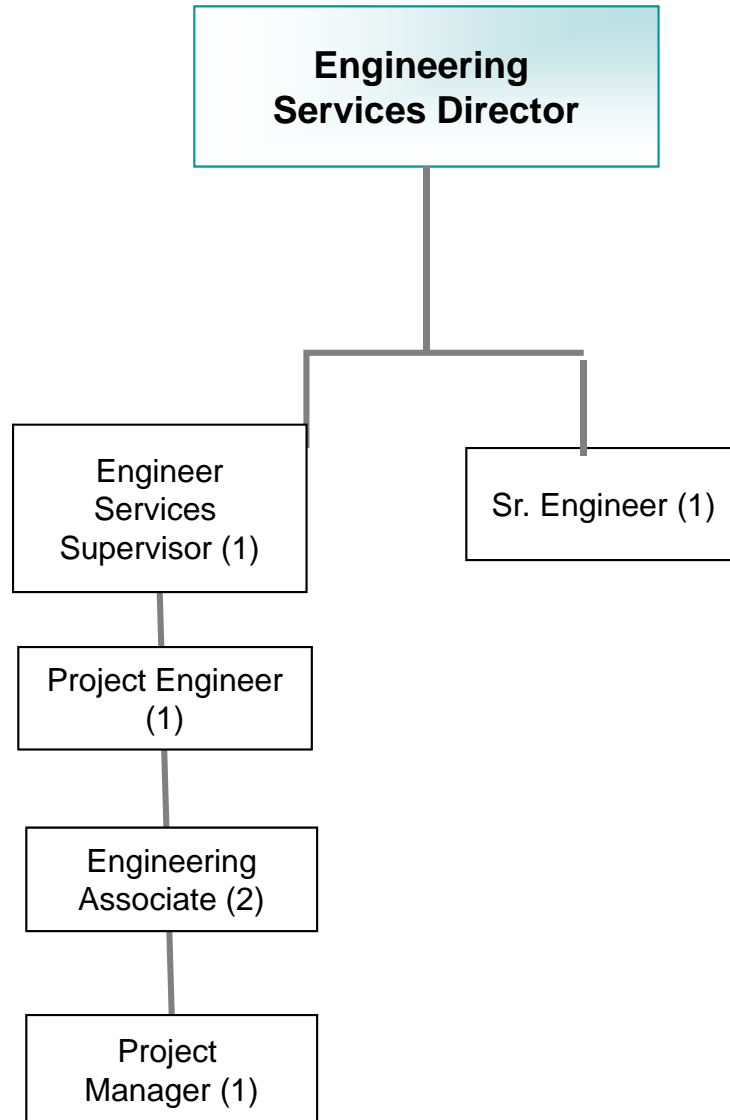 Engineering
Services Director
Engineer
Services
Supervisor (1)
Sr. Engineer (1)
Project Engineer
(1)
Engineering
Associate (2)
Project
Manager (1)